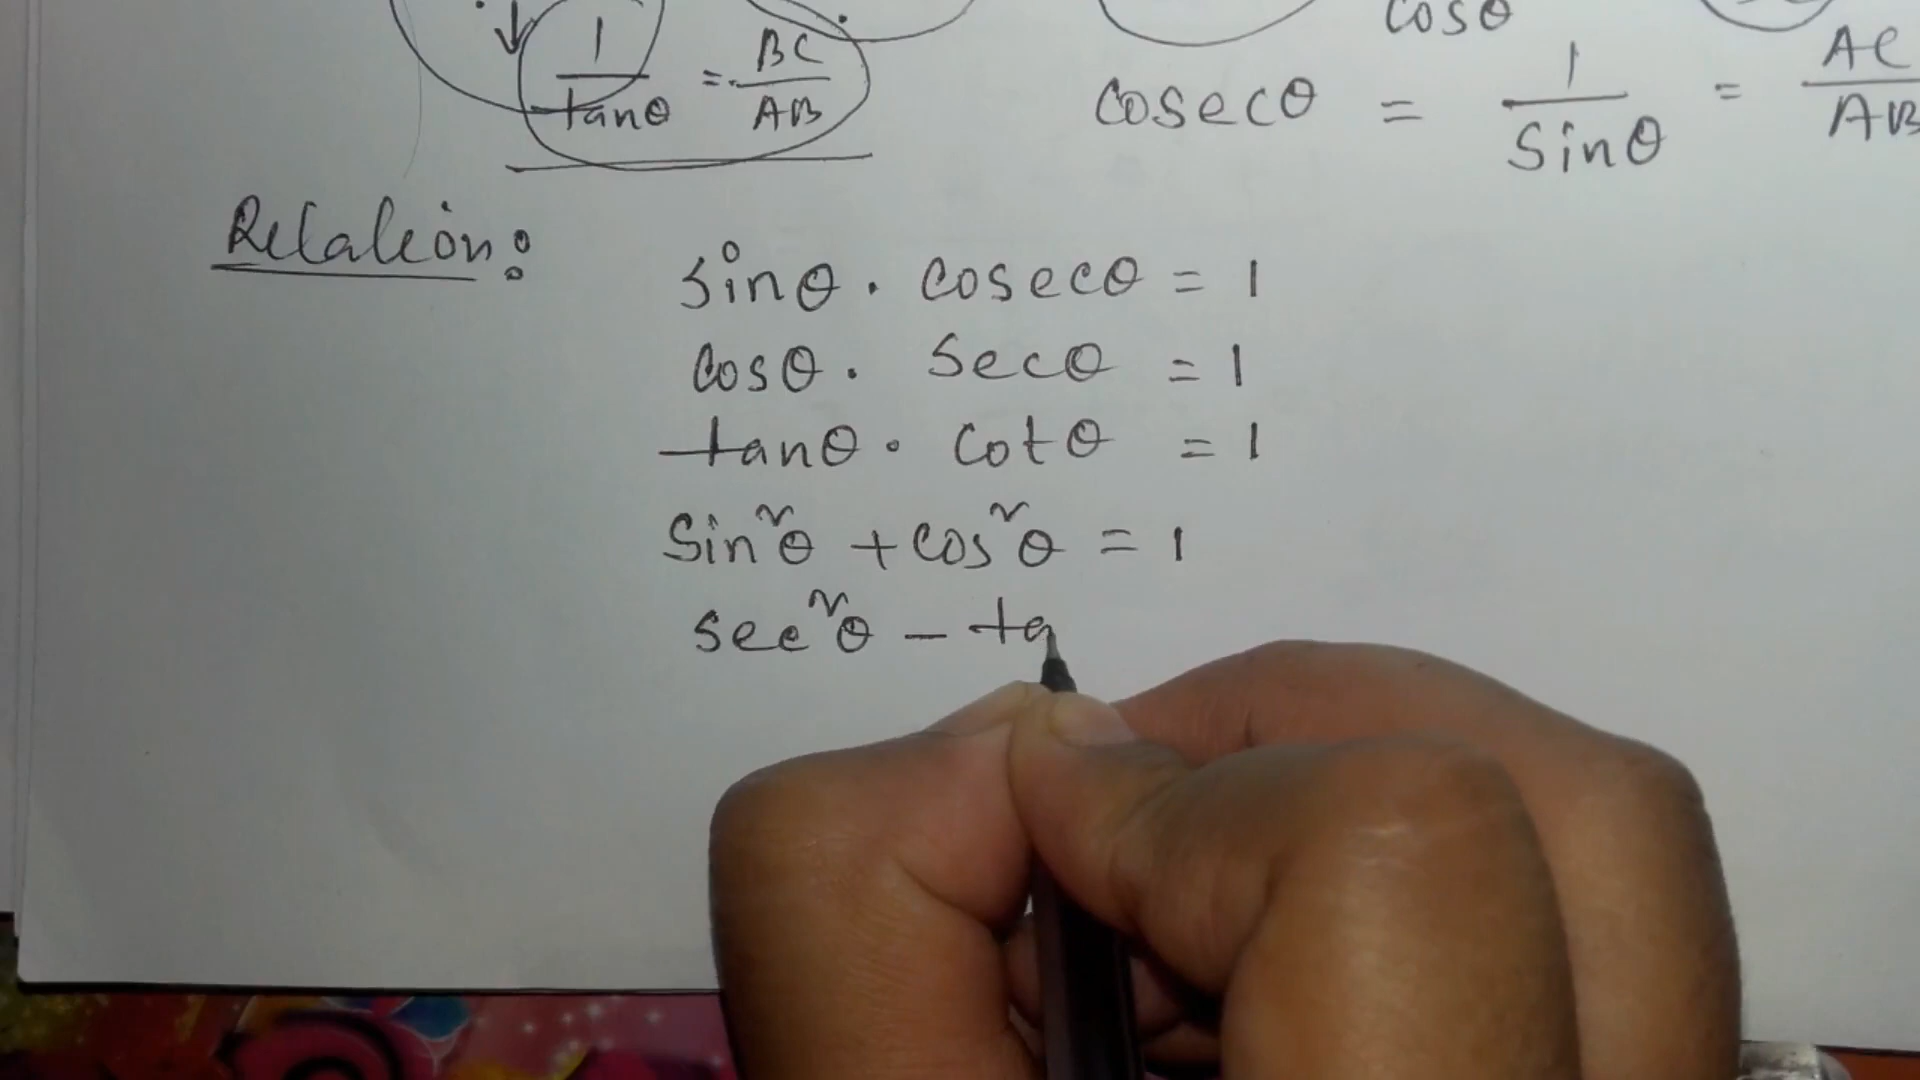 cosθ
1/tanθ = BC/AB
cosecθ = 1/sinθ = AC/AB
Relation:
sinθ . cosecθ = 1
cosθ . secθ = 1
tanθ . cotθ = 1
sin²θ + cos²θ = 1
sec²θ - ta